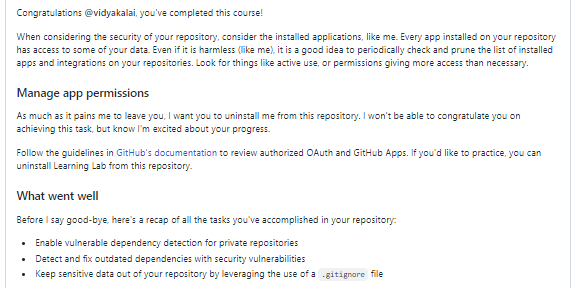 Congratulations @vidyakalai, you've completed this course!
When considering the security of your repository, consider the installed applications, like me. Every app installed on your repository
has access to some of your data. Even if it is harmless (like me), it is a good idea to periodically check and prune the list of installed
apps and integrations on your repositories. Look for things like active use, or permissions giving more access than necessary.
Manage app permissions
As much as it pains me to leave you, I want you to uninstall me from this repository. I won't be able to congratulate you on
achieving this task, but know I'm excited about your progress.
Follow the guidelines in GitHub's documentation to review authorized OAuth and GitHub Apps. If you'd like to practice, you can
uninstall Learning Lab from this repository.
What went well
Before I say good-bye, here's a recap of all the tasks you've accomplished in your repository:
• Enable vulnerable dependency detection for private repositories
• Detect and fix outdated dependencies with security vulnerabilities
• Keep sensitive data out of your repository by leveraging the use of a .gitignore file